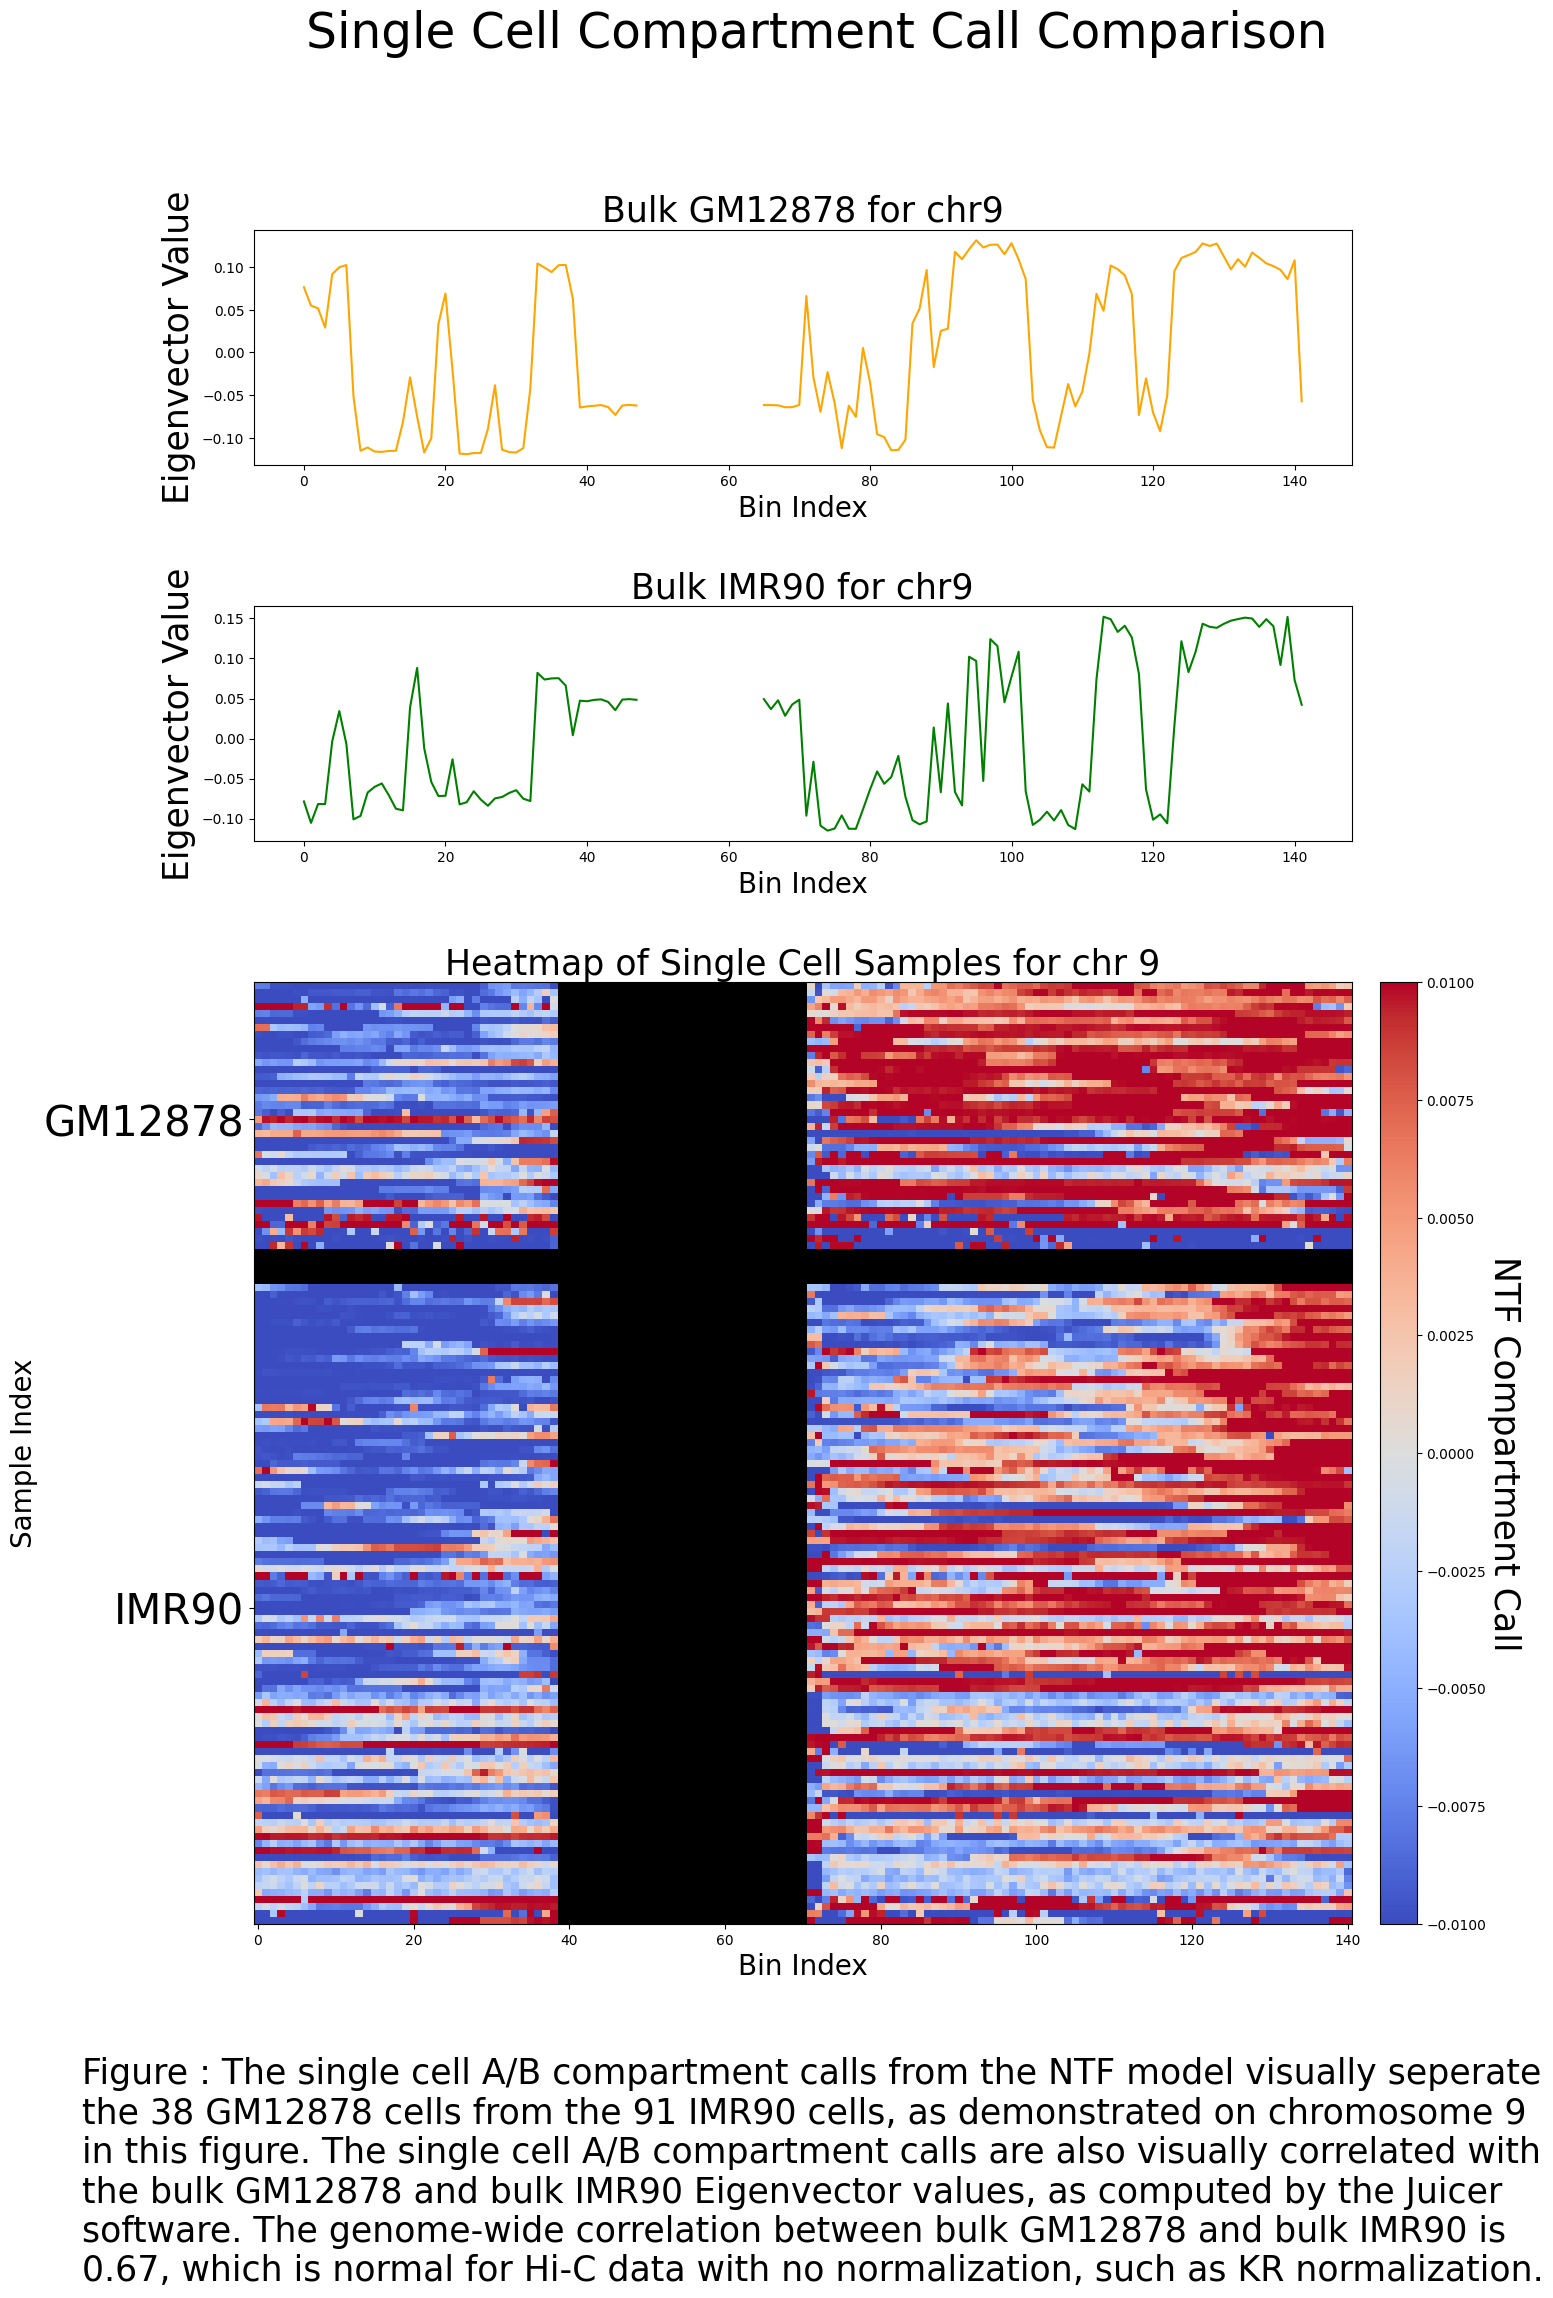 Single Cell Compartment Call Comparison
Bulk GM12878 for chr9
Eigenvector Value
0.10
0.05
0.00
−0.05
−0.10
0 20 40 60 80 100 120 140
Bin Index
Bulk IMR90 for chr9
Eigenvector Value
0.15
0.10
0.05
0.00
−0.05
−0.10
0 20 40 60 80 100 120 140
Bin Index
Heatmap of Single Cell Samples for chr 9
Sample Index
GM12878
IMR90
0 20 40 60 80 100 120 140
Bin Index
0.0100
0.0075
0.0050
0.0025
0.0000
−0.0025
−0.0050
−0.0075
−0.0100
NTF Compartment Call
Figure : The single cell A/B compartment calls from the NTF model visually seperate
the 38 GM12878 cells from the 91 IMR90 cells, as demonstrated on chromosome 9
in this figure. The single cell A/B compartment calls are also visually correlated with
the bulk GM12878 and bulk IMR90 Eigenvector values, as computed by the Juicer
software. The genome-wide correlation between bulk GM12878 and bulk IMR90 is
0.67, which is normal for Hi-C data with no normalization, such as KR normalization.